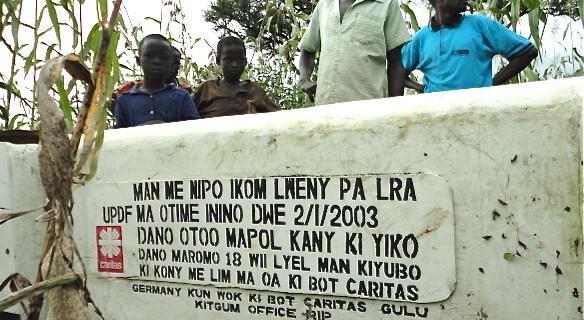 MAN ME NIPO IKOM LWENY PA LRA
UPDF MA OTIME ININO DWE 2/1/2003
DANO OTOO MAPOL KANY KI YIKO
DANO MAROMO 18 WII LYEL MAN KIYUBO
KI KONY ME LIM MA OA KI BOT CARITAS
caritas
GERMANY KUN WOK KI BOT CARITAS GULU
KITGUM OFFICE RIP